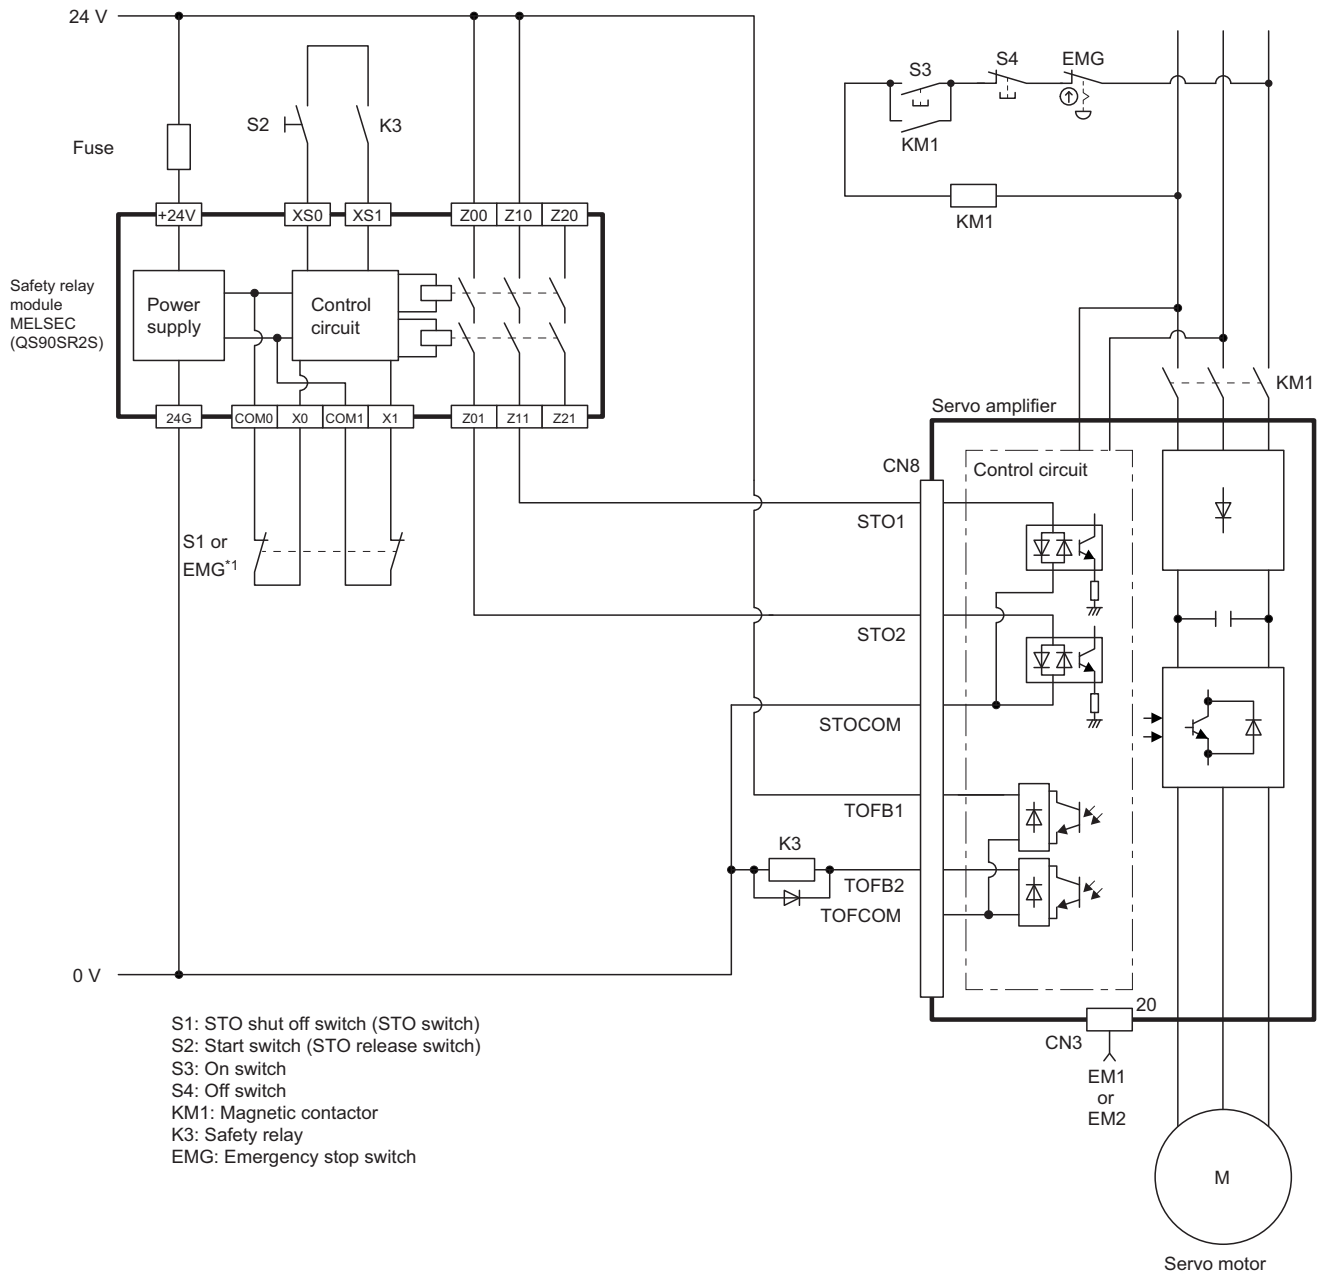 24 V
S3
S4
EMG
S2
K3
Fuse
KM1
+24V
XS0
XS1
Z00
Z10
Z20
KM1
Safety relay
module
MELSEC
(QS90SR2S)
Power
supply
Control
circuit
KM1
24G
COM0
X0
COM1
X1
Z01
Z11
Z21
Servo amplifier
CN8
Control circuit
STO1
S1 or
EMG*1
STO2
STOCOM
TOFB1
K3
TOFB2
TOFCOM
0 V
20
CN3
EM1
or
EM2
S1: STO shut off switch (STO switch)
S2: Start switch (STO release switch)
S3: On switch
S4: Off switch
KM1: Magnetic contactor
K3: Safety relay
EMG: Emergency stop switch
M
Servo motor